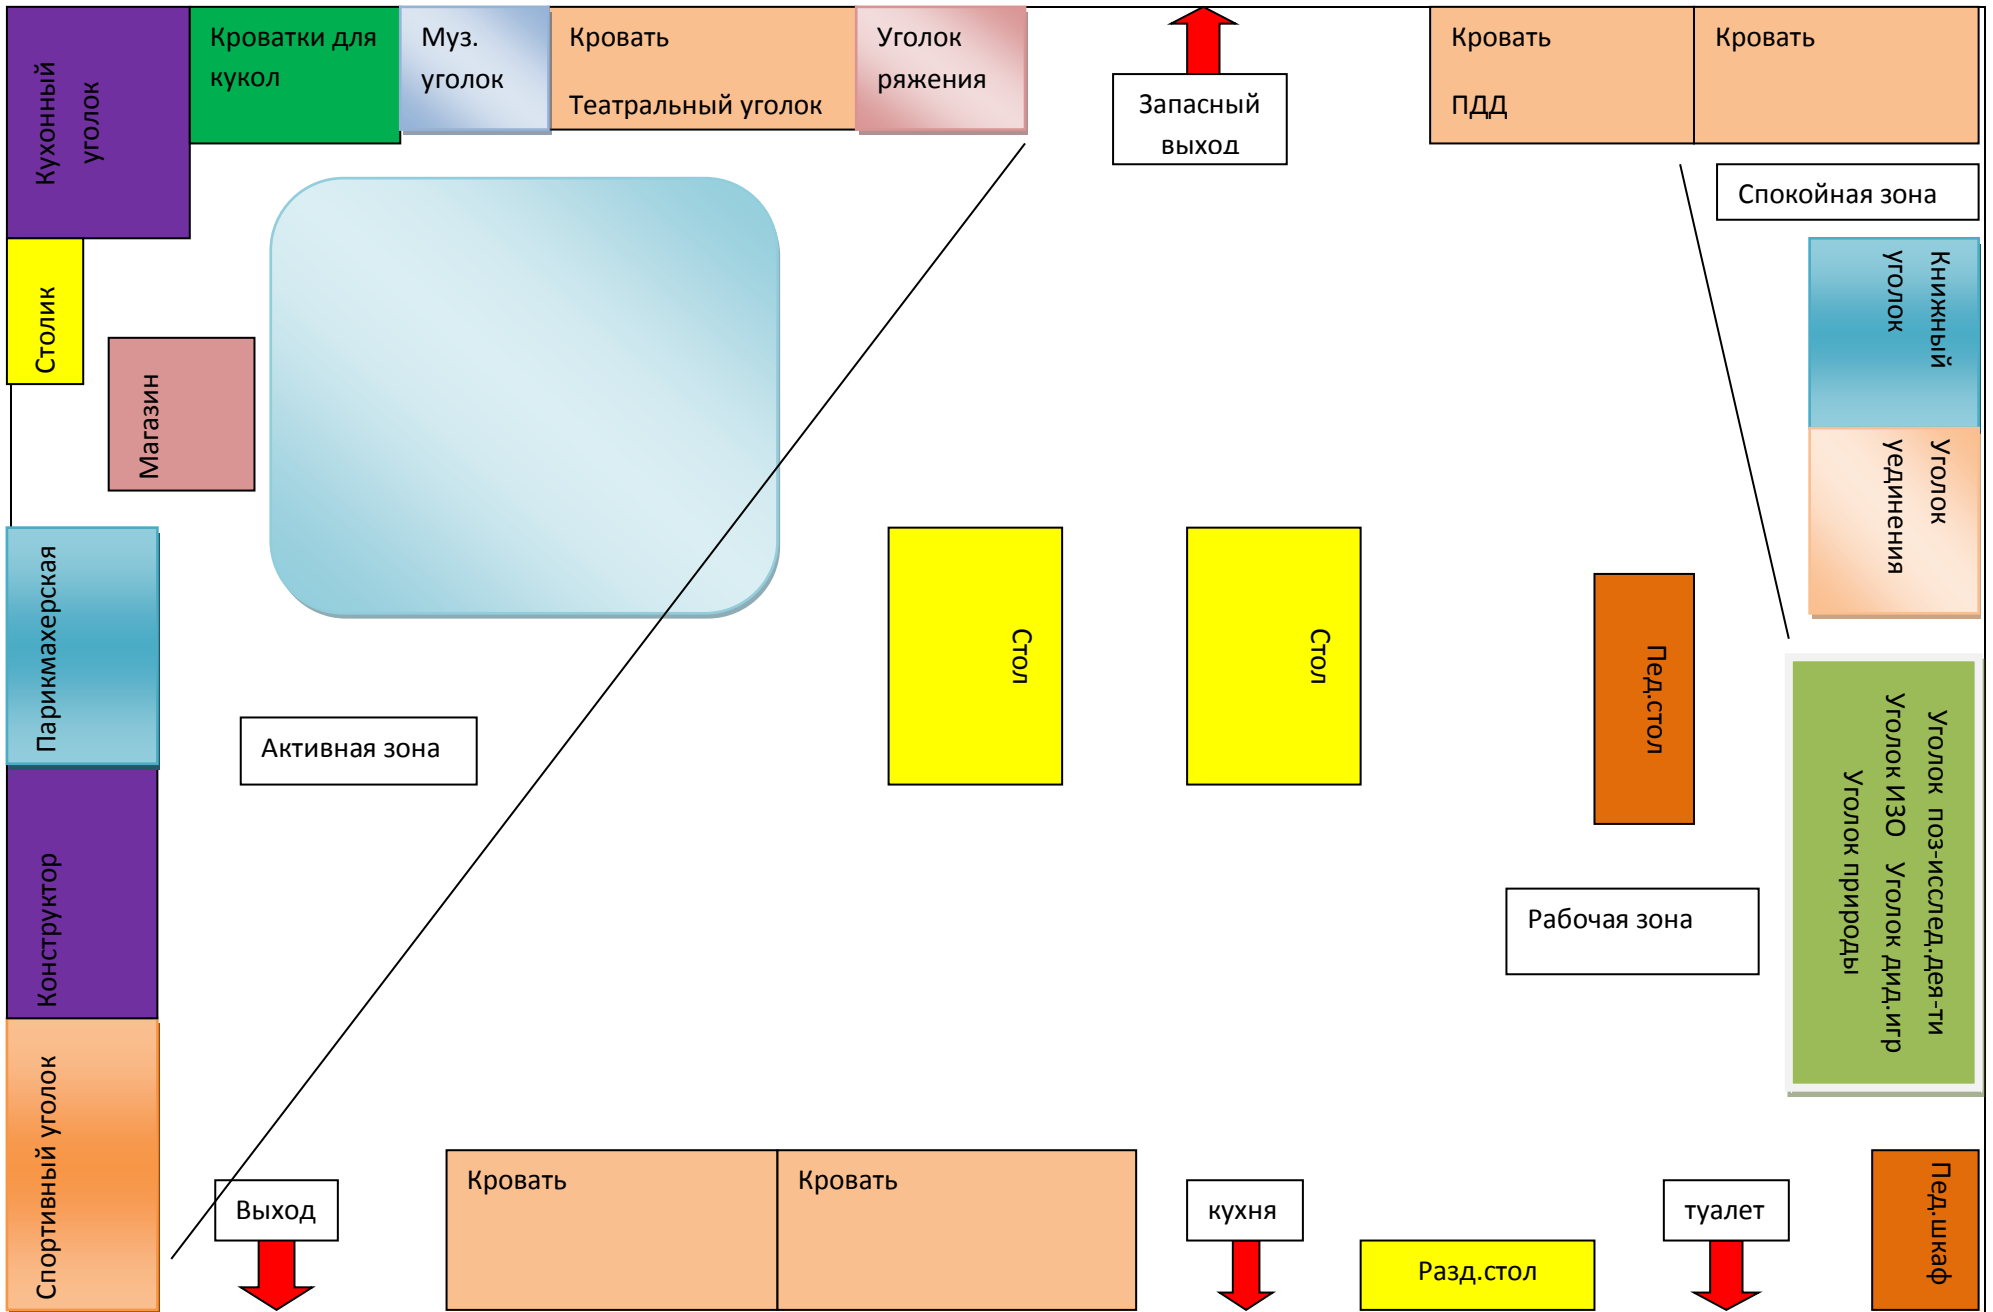 Кухонный
уголок
Кроватки для
кукол
Муз.
уголок
Кровать
Театральный уголок
Уголок
ряжения
Запасный
выход
Кровать
ПДД
Кровать
Спокойная зона
Столик
Магазин
Книжный
уголок
Уголок
уединения
Парикмахерская
Активная зона
Стол
Стол
Пед.стол
Уголок поз-исслед.дея-ти
Уголок ИЗО Уголок дид.игр
Уголок природы
Конструктор
Рабочая зона
Спортивный уголок
Выход
Кровать
Кровать
кухня
Разд.стол
туалет
Пед.шкаф